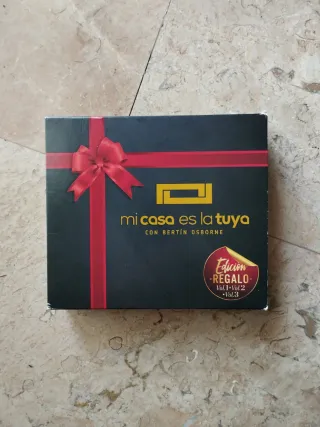 mi casa es la tuya
CON BERTÍN OSBORNE
Edición
REGALO
Vol.1 · Vol.2
· Vol.3